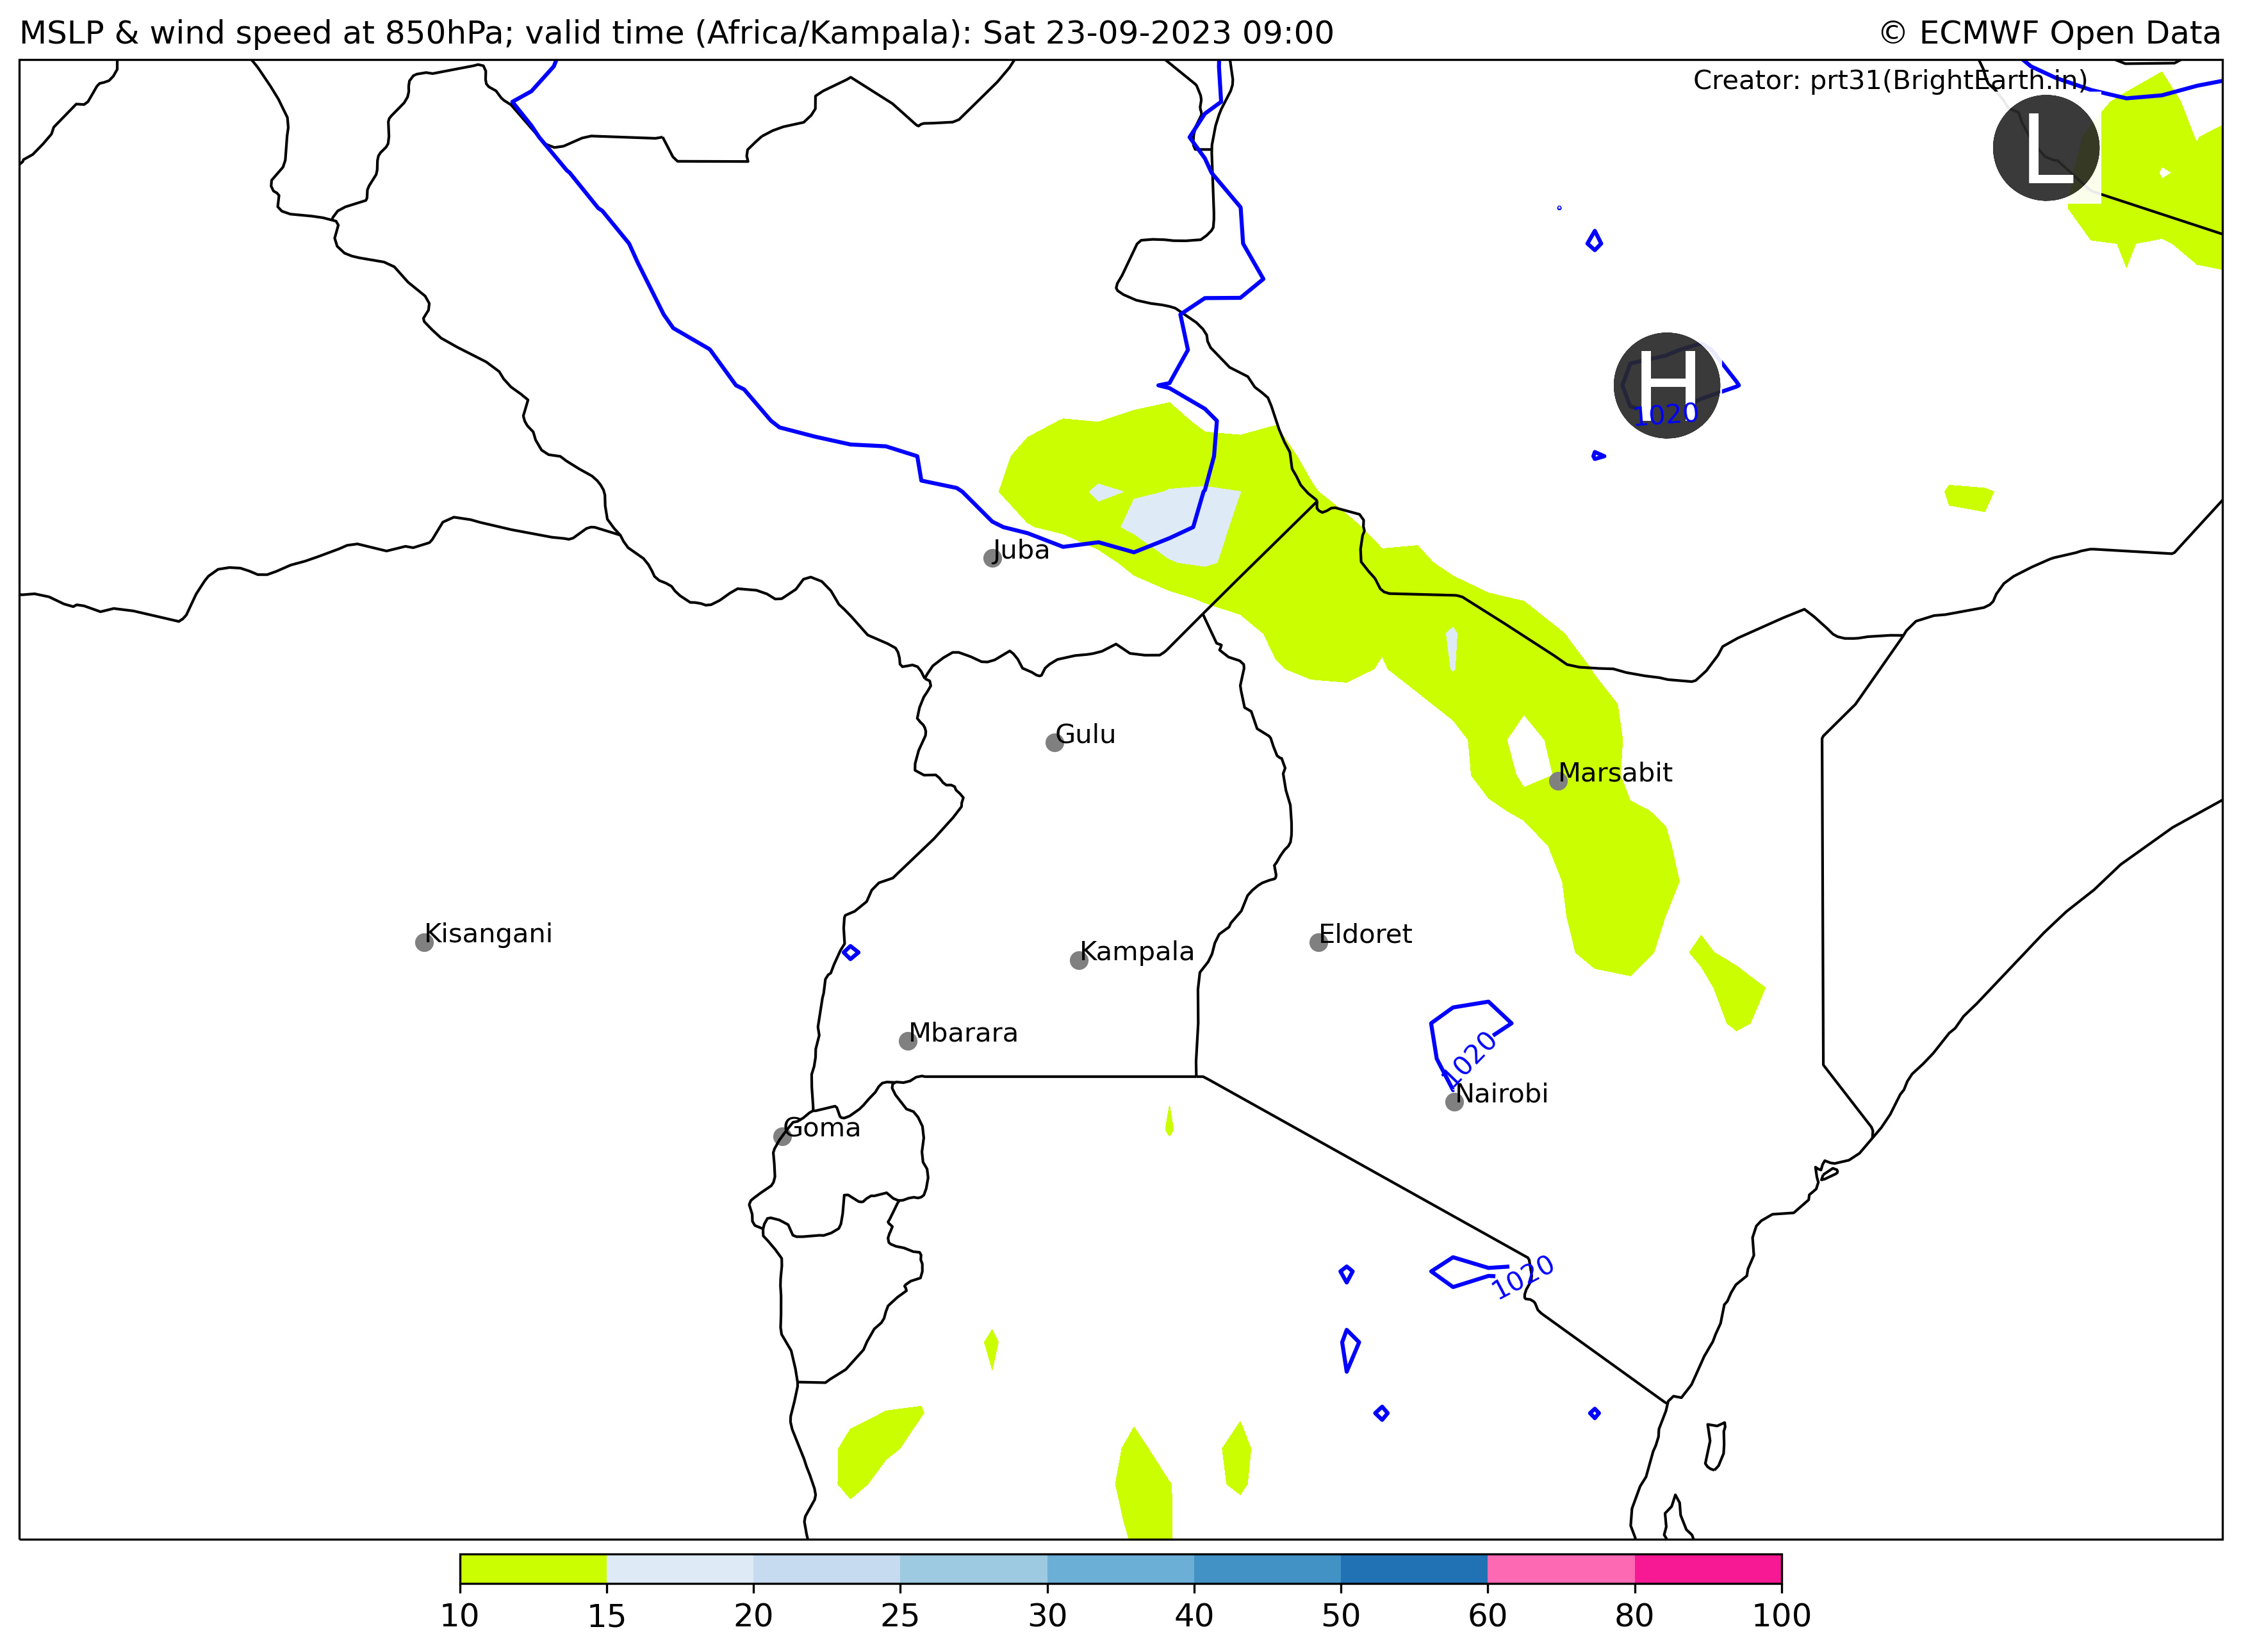 MSLP & wind speed at 850hPa; valid time (Africa/Kampala): Sat 23-09-2023 09:00
© ECMWF Open Data
Creator: prt31(BrightEarth.in)
L
H
1020
Juba
Gulu
Marsabit
Kisangani
Kampala
Eldoret
Mbarara
1020
Nairobi
Goma
1020
10 15 20 25 30 40 50 60 80 100